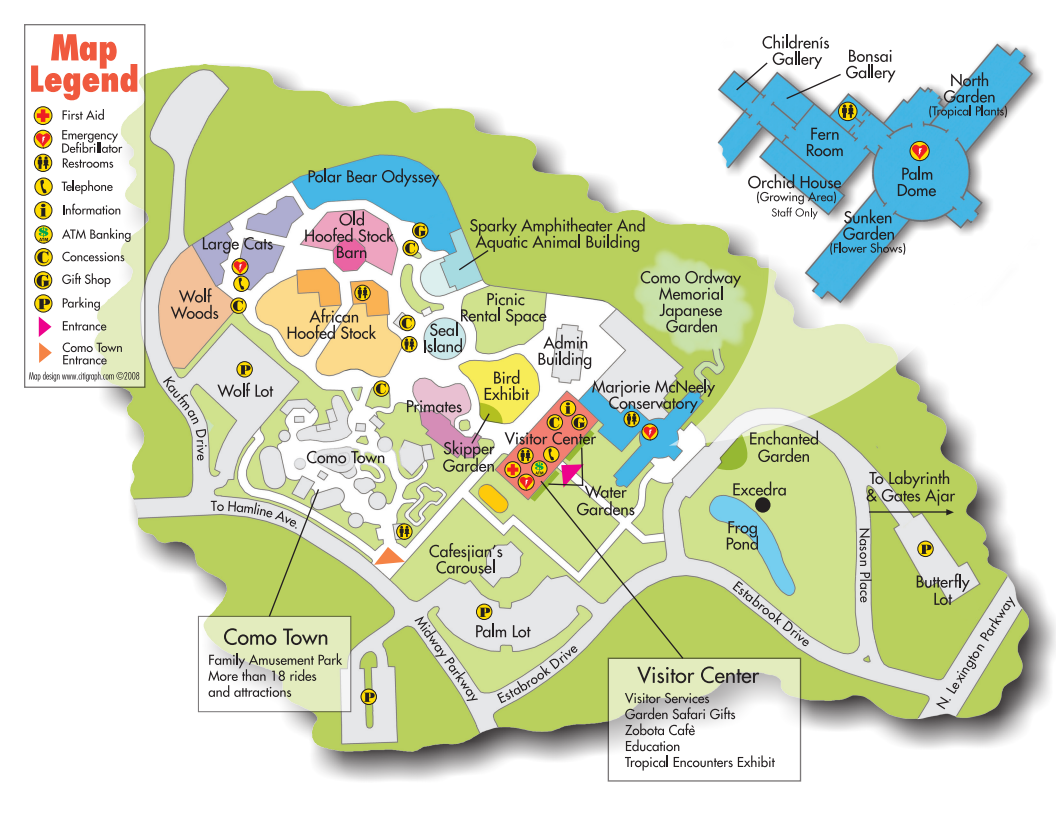 Map
Legend
First Aid
Emergency
Defibrillator
Restrooms
Telephone
Information
ATM Banking
Concessions
Gift Shop
Parking
Entrance
Como Town
Entrance
Map design www.citigraph.com ©2008
Childrenís
Gallery
Bonsai
Gallery
North
Garden
(Tropical Plants)
Fern
Room
Palm
Dome
Orchid House
(Growing Area)
Staff Only
Sunken
Garden
(Flower Shows)
Polar Bear Odyssey
Old
Hoofed Stock
Barn
Large Cats
Sparky Amphitheater And
Aquatic Animal Building
Wolf
Woods
African
Hoofed Stock
Picnic
Rental Space
Seal
Island
Como Ordway
Memorial
Japanese
Garden
Admin
Building
Bird
Exhibit
Marjorie McNeely
Conservatory
Wolf Lot
Primates
Skipper
Garden
Visitor Center
Como Town
Kaufman Drive
To Hamline Ave.
Water
Gardens
Enchanted
Garden
Excedra
Frog
Pond
To Labyrinth
& Gates Ajar
Nason Place
Butterfly
Lot
Cafesjian's
Carousel
Palm Lot
Midway Parkway
Estabrook Drive
Estabrook Drive
N. Lexington Parkway
Como Town
Family Amusement Park
More than 18 rides
and attractions
Visitor Center
Visitor Services
Garden Safari Gifts
Zobota Cafè
Education
Tropical Encounters Exhibit